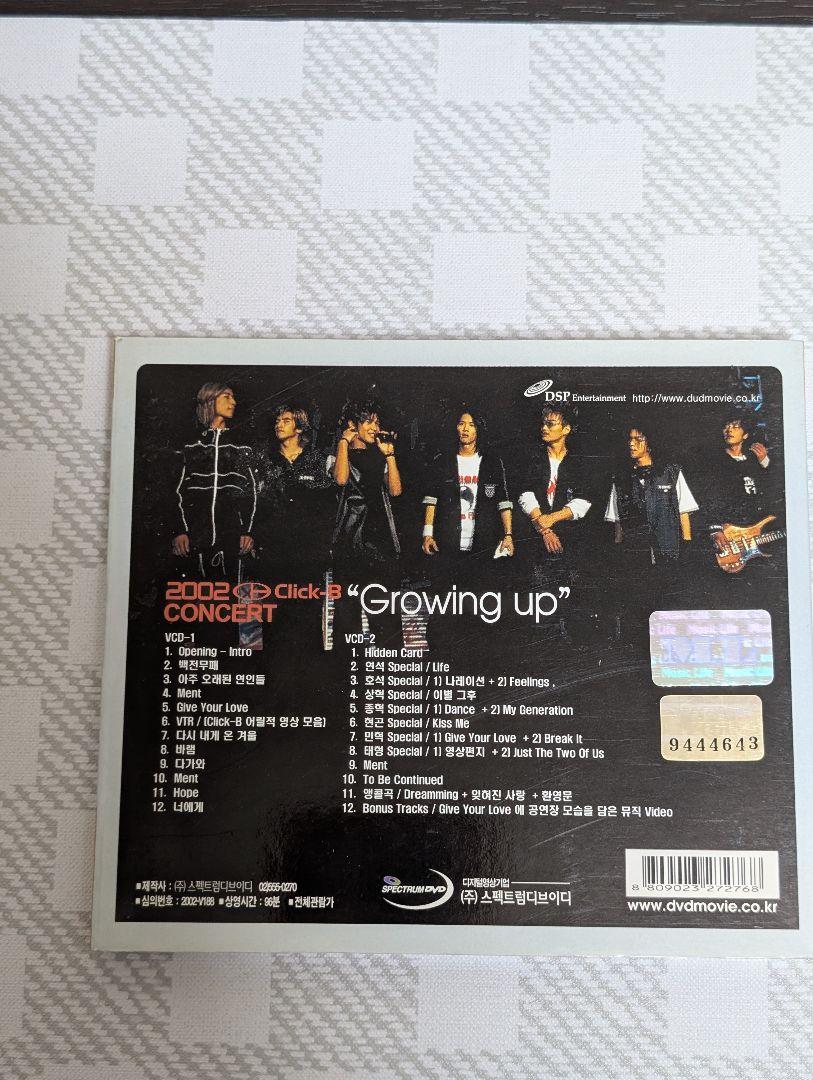 DSP Entertainment http://www.dvdmovie.co.kr
19
2002 Click-B
CONCERT
"Growing up"
VCD-1
1. Opening - Intro
2. 백전무패
3. 아주 오래된 연인들
4. Ment
5. Give Your Love
6. VTR / (Click-B 어릴적 영상 모음)
7. 다시 내게 온 겨울
8. 바램
9. 다가와
10. Ment
11. Hope
12. 너에게
VCD-2
1. Hidden Card
2. 연석 Special / Life
3. 호석 Special / 1) 나레이션 + 2) Feelings
4. 상혁 Special / 이별 그후
5. 종혁 Special / 1) Dance + 2) My Generation
6. 현곤 Special / Kiss Me
7. 민혁 Special / 1) Give Your Love + 2) Break It
8. 태형 Special / 1) 영상편지 + 2) Just The Two Of Us
9. Ment
10. To Be Continued
11. 앵콜곡 / Dreamming + 잊혀진 사랑 + 환영문
12. Bonus Tracks / Give Your Love 에 공연장 모습을 담은 뮤직 Video
Music Life
9444643
■제작사 : (주) 스펙트럼디브이디 02)555-0270
■심의번호 : 2002-V188 ■상영시간 : 96분 ■전체관람가
SPECTRUM DVD
디지털영상기업
(주) 스펙트럼디브이디
8 809023 272768
www.dvdmovie.co.kr